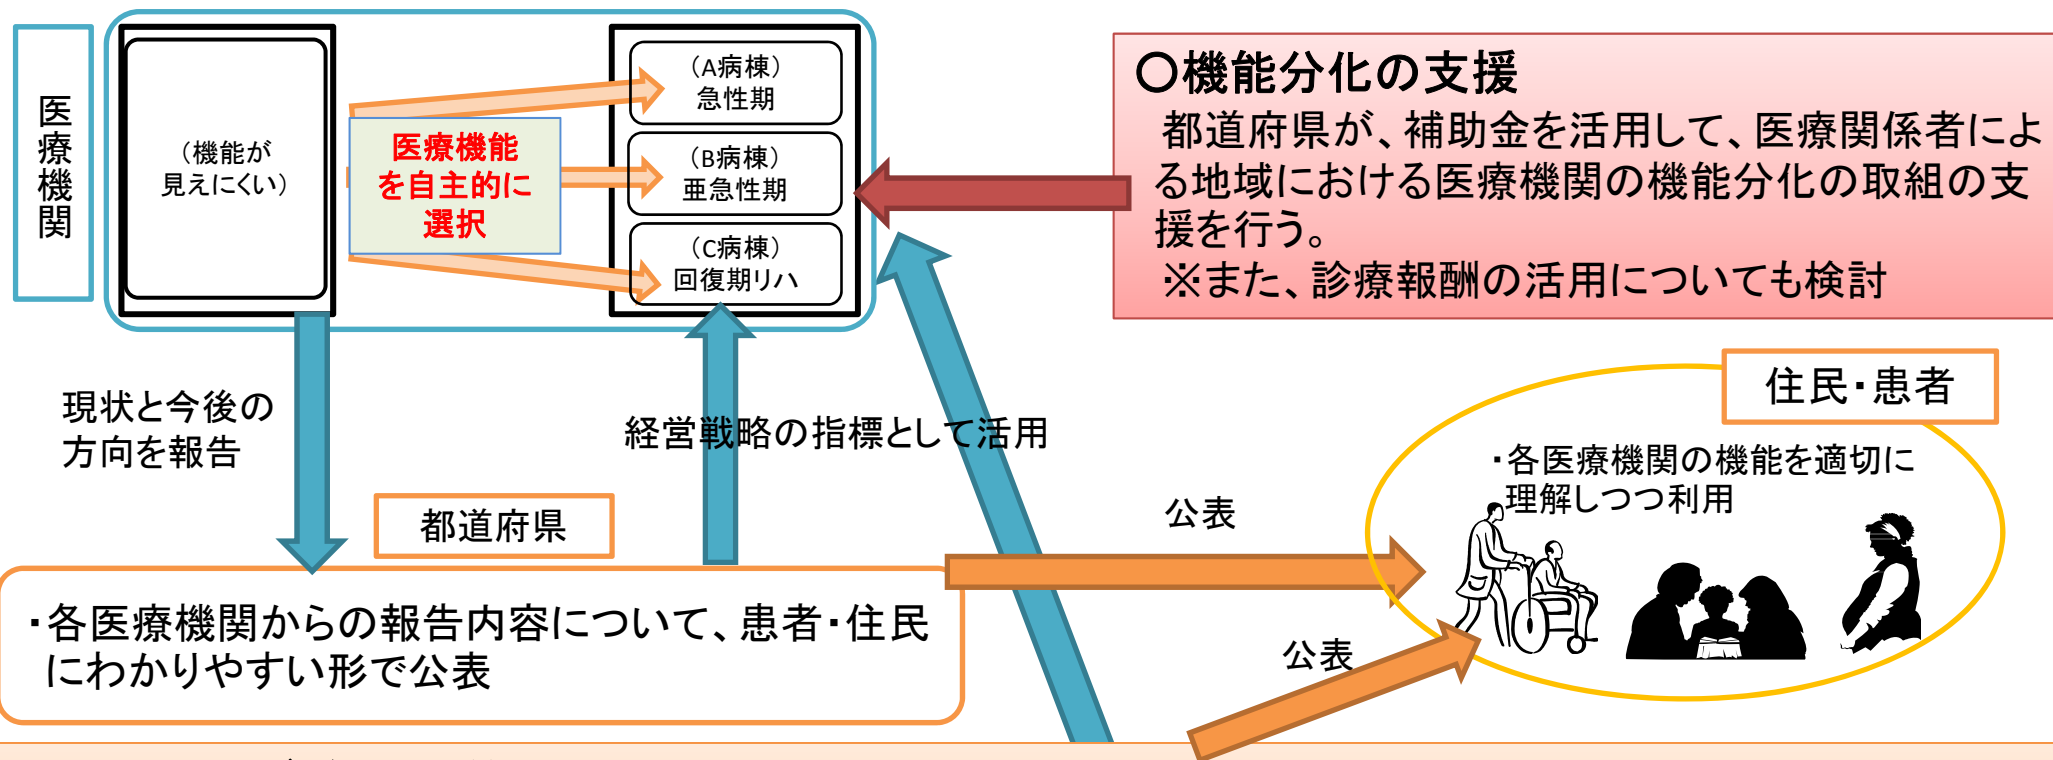 医療機関
（機能が
見えにくい）
医療機能
を自主的に
選択
（A病棟）
急性期
（B病棟）
亜急性期
（C病棟）
回復期リハ
○機能分化の支援
都道府県が、補助金を活用して、医療関係者によ
る地域における医療機関の機能分化の取組の支
援を行う。
※また、診療報酬の活用についても検討
現状と今後の
方向を報告
経営戦略の指標として活用
都道府県
・各医療機関からの報告内容について、患者・住民
にわかりやすい形で公表
公表
公表
住民・患者
・各医療機関の機能を適切に
理解しつつ利用